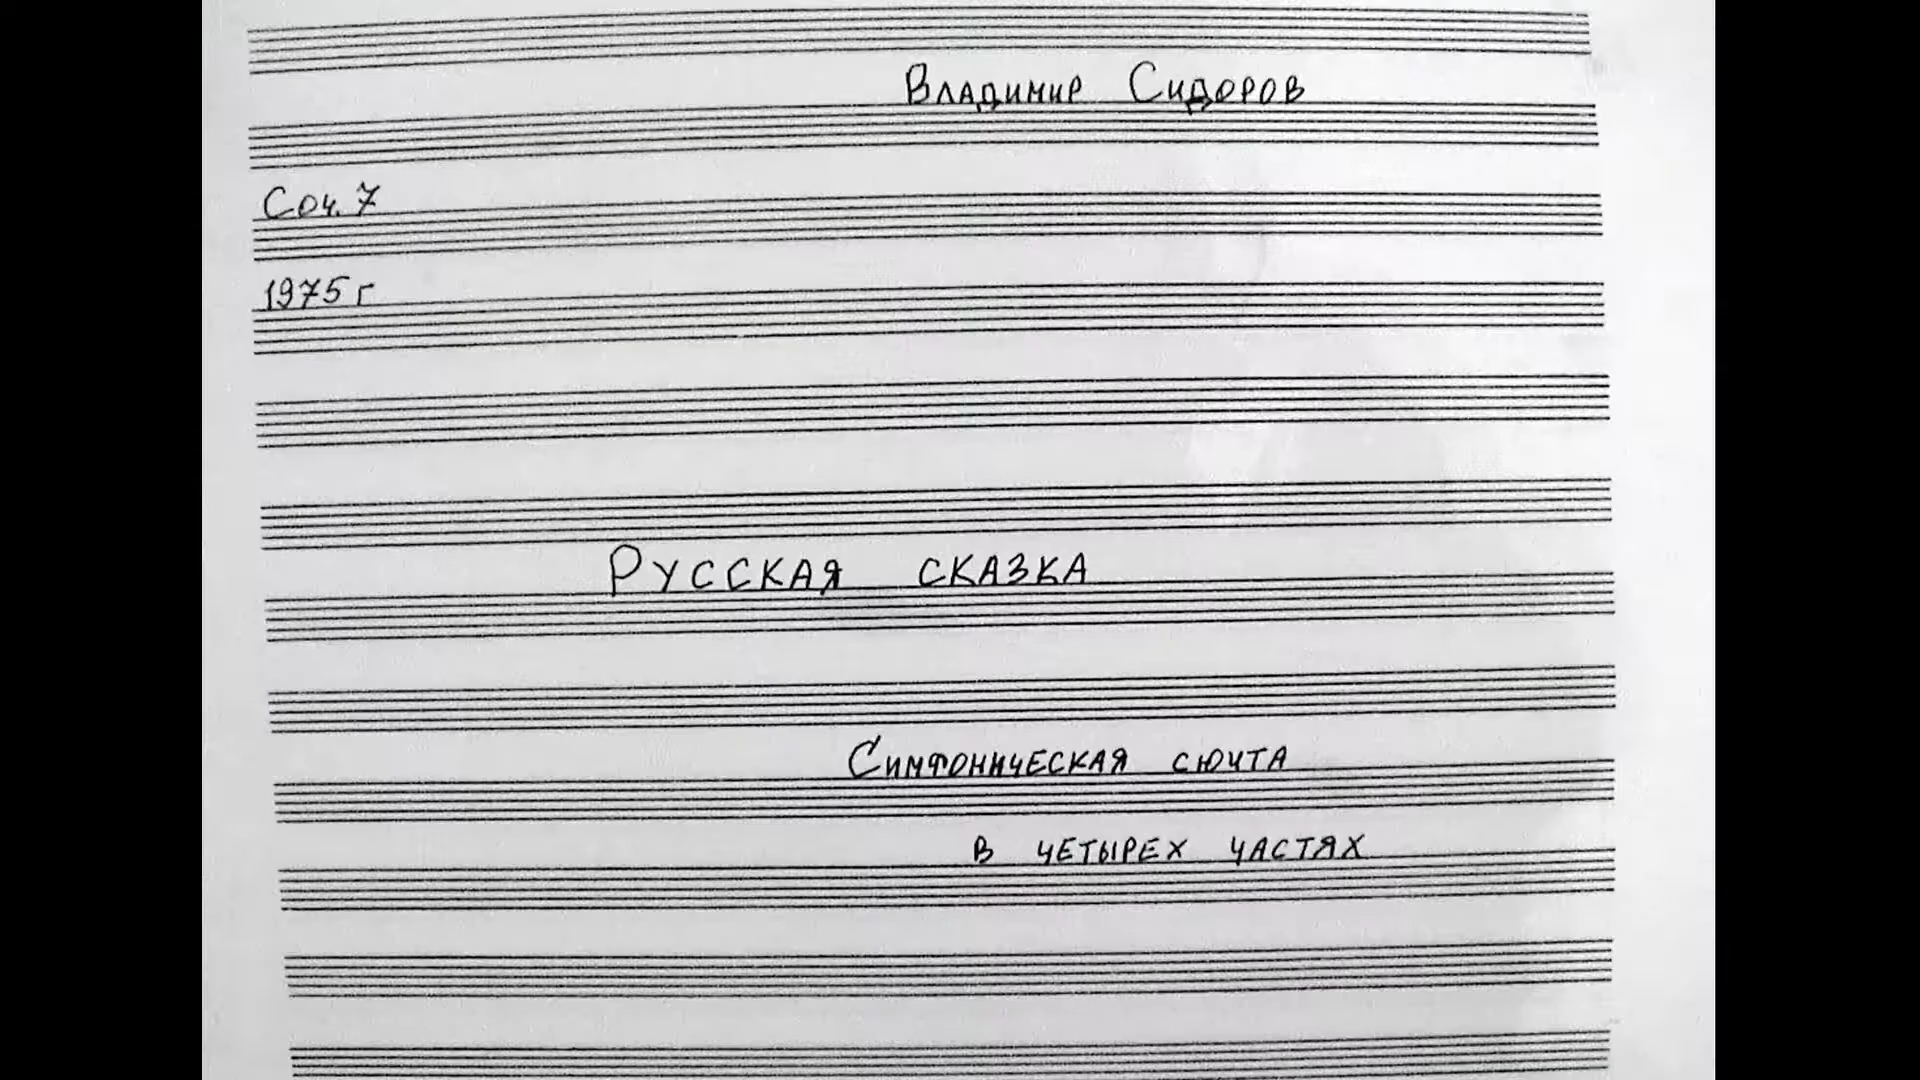 Владимир Сидоров
Соч. 7
1975 г
Русская сказка
Симфоническая сюита
в четырех частях